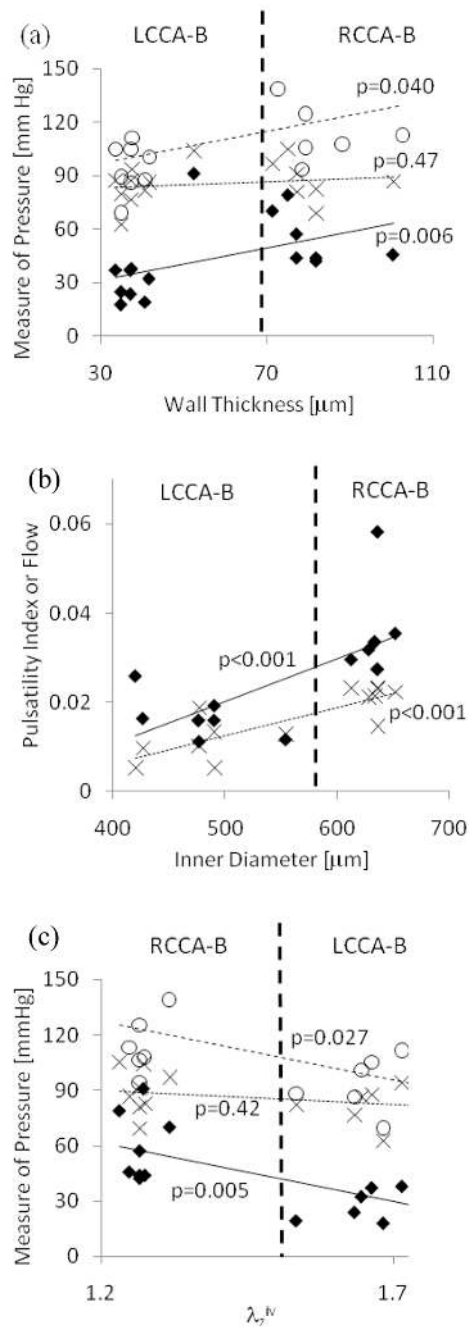 (a)
LCCA-B RCCA-B
Measure of Pressure [mm Hg]
150
120
90
60
30
0
p=0.040
p=0.47
p=0.006
30 70 110
Wall Thickness [μm]
(b)
LCCA-B RCCA-B
Pulsatility Index or Flow
0.06
0.04
0.02
0
p<0.001
p<0.001
400 500 600 700
Inner Diameter [μm]
(c)
RCCA-B LCCA-B
Measure of Pressure [mmHg]
150
120
90
60
30
0
p=0.027
p=0.42
p=0.005
1.2 1.7
λz^iv